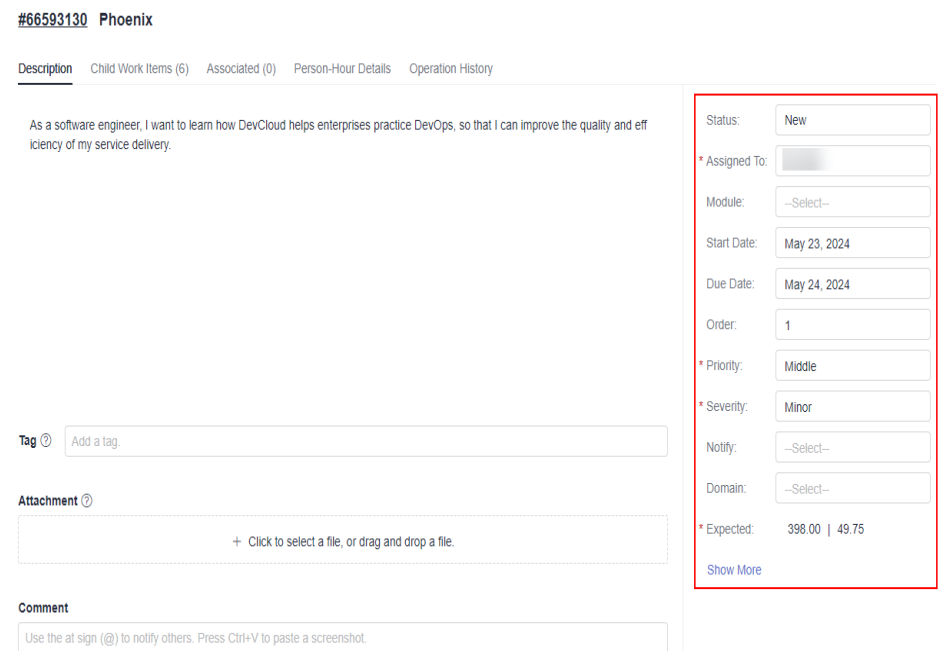 #66593130 Phoenix
Description Child Work Items (6) Associated (0) Person-Hour Details Operation History
As a software engineer, I want to learn how DevCloud helps enterprises practice DevOps, so that I can improve the quality and eff
iciency of my service delivery.
Tag ?
Add a tag.
Attachment ?
+ Click to select a file, or drag and drop a file.
Comment
Use the at sign (@) to notify others. Press Ctrl+V to paste a screenshot.
Status: New
* Assigned To:
Module: --Select--
Start Date: May 23, 2024
Due Date: May 24, 2024
Order: 1
* Priority: Middle
* Severity: Minor
Notify: --Select--
Domain: --Select--
* Expected: 398.00 | 49.75
Show More